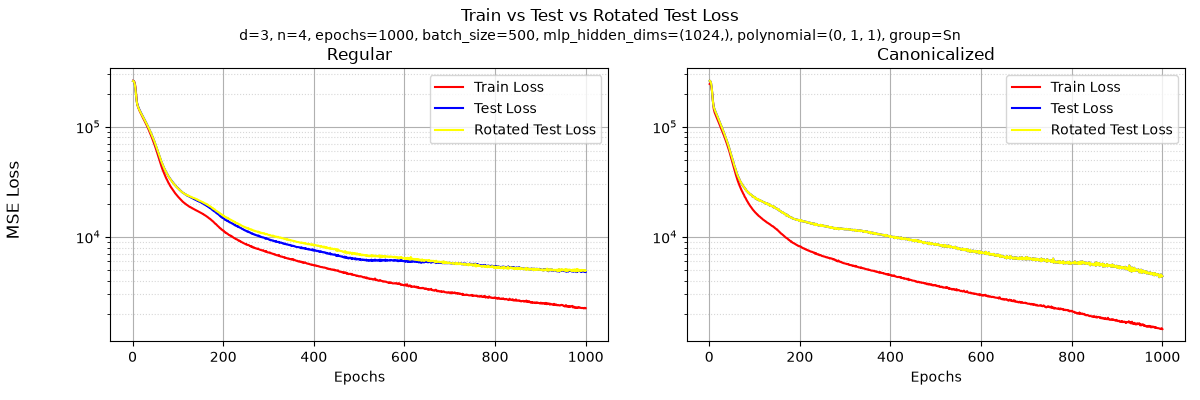 Train vs Test vs Rotated Test Loss
d=3, n=4, epochs=1000, batch_size=500, mlp_hidden_dims=(1024,), polynomial=(0, 1, 1), group=Sn
Regular
MSE Loss
10^5
10^4
Train Loss
Test Loss
Rotated Test Loss
0 200 400 600 800 1000
Epochs
Canonicalized
10^5
10^4
Train Loss
Test Loss
Rotated Test Loss
0 200 400 600 800 1000
Epochs